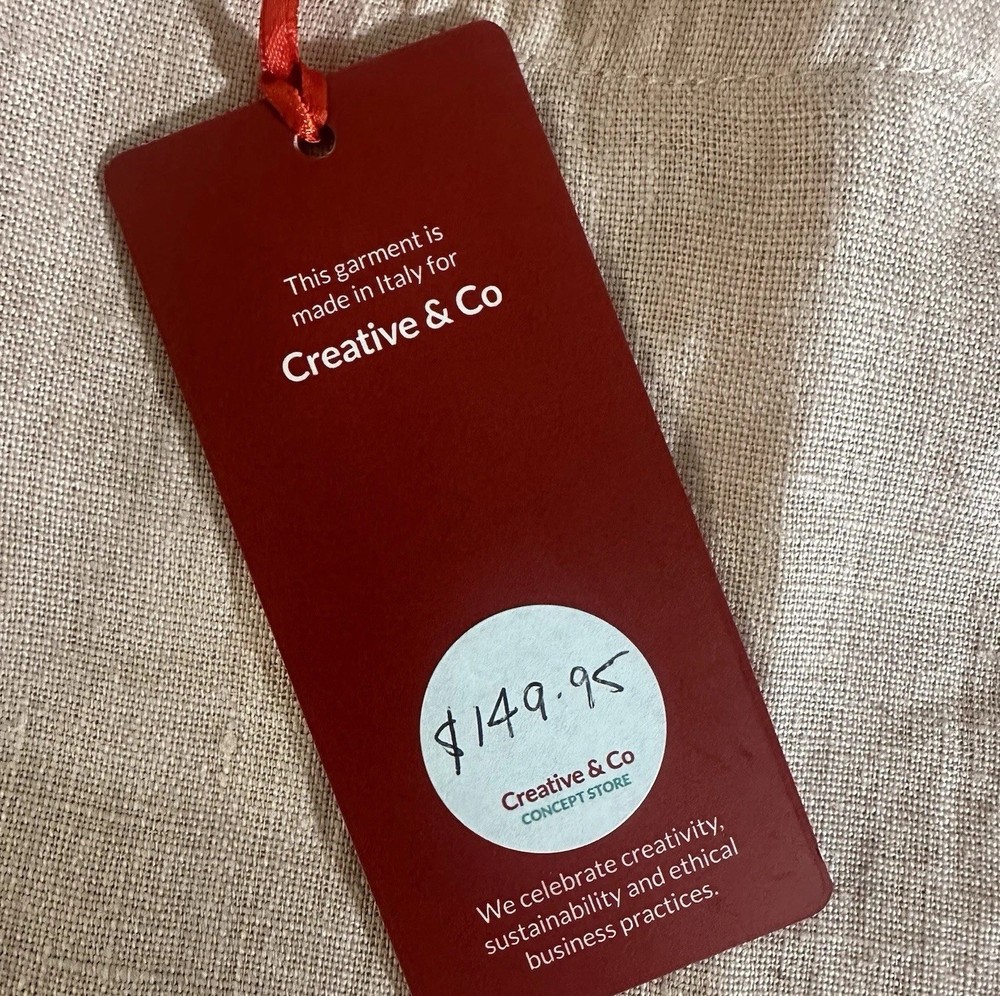 This garment is
made in Italy for
Creative & Co
$149.95
Creative & Co
CONCEPT STORE
We celebrate creativity,
sustainability and ethical
business practices.